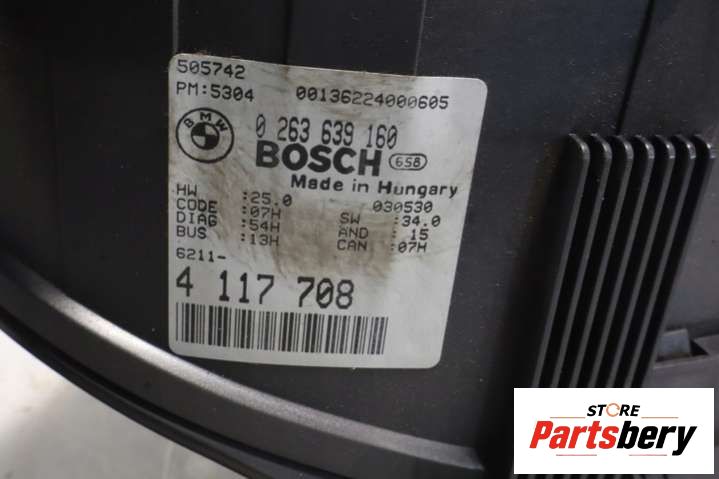 505742
PM:5304 00136224000605
BMW
0 263 639 160
BOSCH 658
Made in Hungary
HW :25.0 030530
CODE :07H SW :34.0
DIAG :54H AND : 15
BUS :13H CAN :07H
6211-
4 117 708
STORE
Partsbery